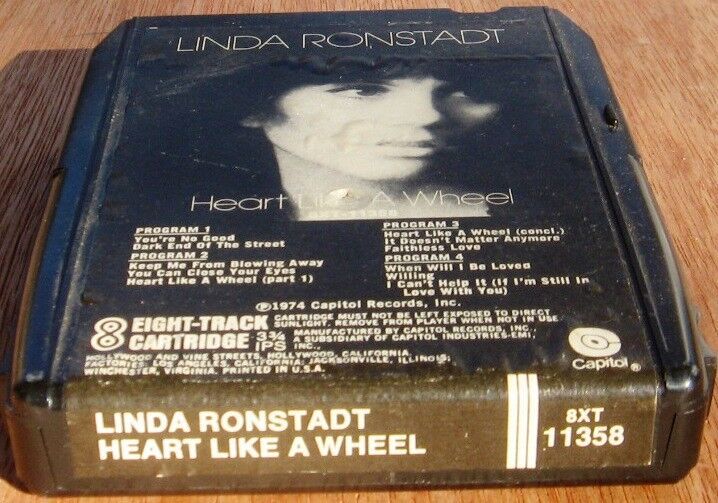 LINDA RONSTADT
Heart Like A Wheel
PROGRAM 1
You're No Good
Dark End Of The Street
PROGRAM 2
Keep Me From Blowing Away
You Can Close Your Eyes
Heart Like A Wheel (part 1)
PROGRAM 3
Heart Like A Wheel (concl.)
It Doesn't Matter Anymore
Faithless Love
PROGRAM 4
When Will I Be Loved
Willing
I Can't Help It (If I'm Still In
Love With You)
℗1974 Capitol Records, Inc.
8 EIGHT-TRACK
CARTRIDGE
3¾
IPS
CARTRIDGE MUST NOT BE LEFT EXPOSED TO DIRECT
SUNLIGHT. REMOVE FROM PLAYER WHEN NOT IN USE.
MANUFACTURED BY CAPITOL RECORDS, INC.,
A SUBSIDIARY OF CAPITOL INDUSTRIES-EMI,
INC.,
HOLLYWOOD AND VINE STREETS, HOLLYWOOD, CALIFORNIA.
FACTORIES: LOS ANGELES, CALIFORNIA, JACKSONVILLE, ILLINOIS,
WINCHESTER, VIRGINIA. PRINTED IN U.S.A.
Capitol®
LINDA RONSTADT
HEART LIKE A WHEEL
8XT
11358